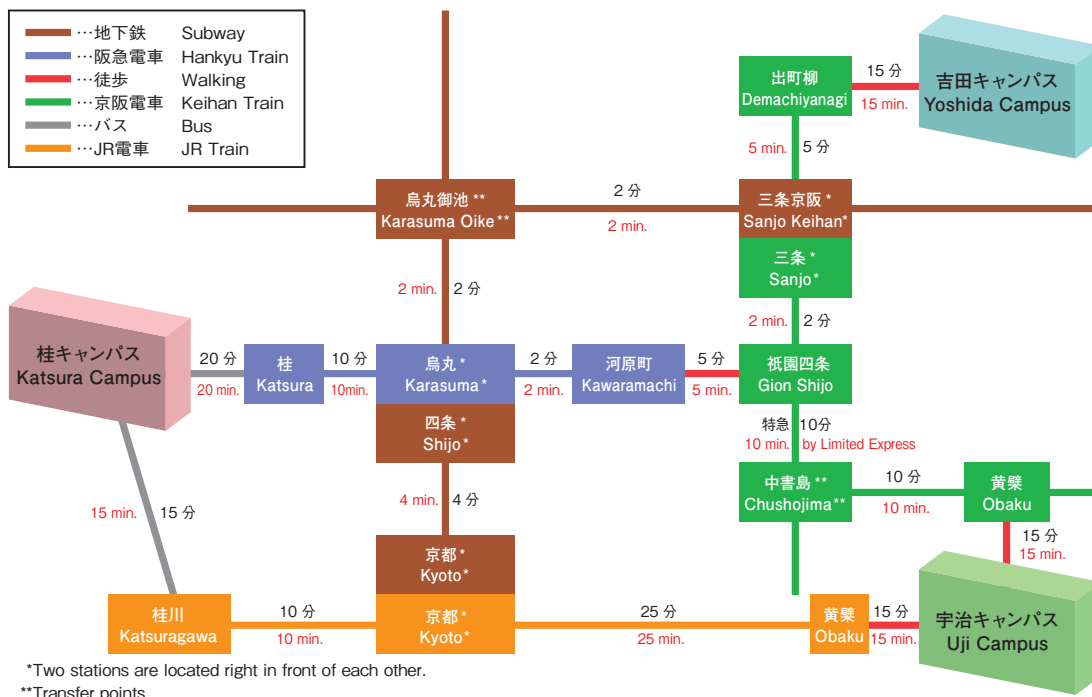 …地下鉄 Subway
…阪急電車 Hankyu Train
…徒歩 Walking
…京阪電車 Keihan Train
…バス Bus
…JR電車 JR Train
出町柳
Demachiyanagi
15 分
15 min.
吉田キャンパス
Yoshida Campus
5 min. 5 分
烏丸御池 **
Karasuma Oike **
2 分
2 min.
三条京阪 *
Sanjo Keihan*
三条 *
Sanjo *
2 min. 2 分
2 min. 2 分
桂キャンパス
Katsura Campus
20 分
20 min.
桂
Katsura
10 分
10min.
烏丸 *
Karasuma *
2 分
2 min.
河原町
Kawaramachi
5 分
5 min.
祇園四条
Gion Shijo
四条 *
Shijo *
特急 10分
10 min. by Limited Express
中書島 **
Chushojima **
10 分
10 min.
黄檗
Obaku
15 分
15 min.
4 min. 4 分
15 min. 15 分
京都 *
Kyoto *
桂川
Katsuragawa
10 分
10 min.
京都 *
Kyoto *
25 分
25 min.
黄檗
Obaku
15 分
15 min.
宇治キャンパス
Uji Campus
*Two stations are located right in front of each other.
**Transfer points